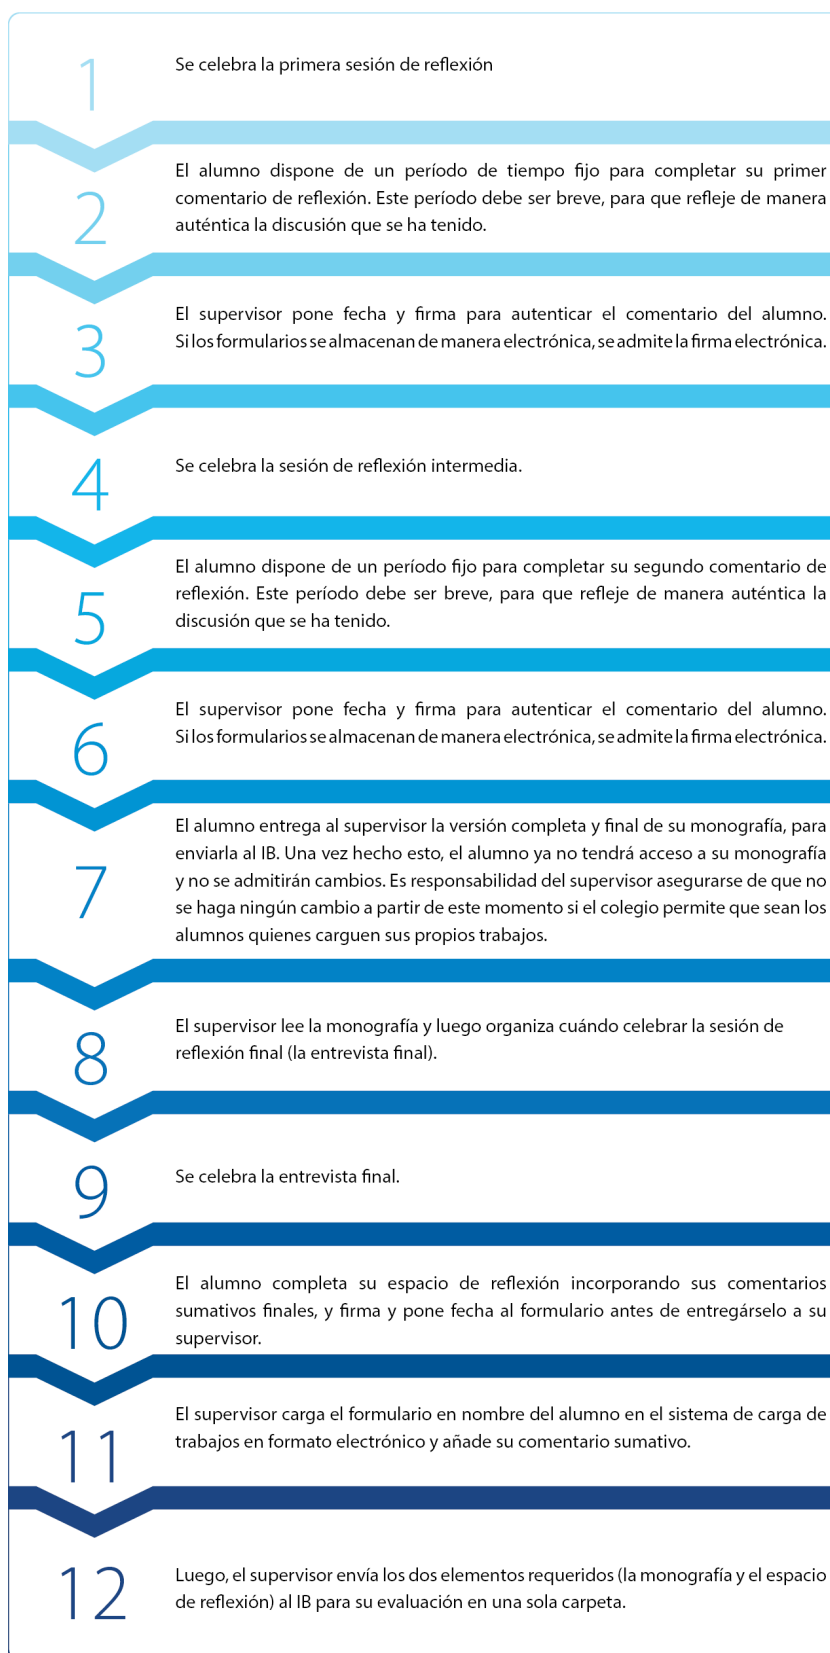 1
Se celebra la primera sesión de reflexión
2
El alumno dispone de un período de tiempo fijo para completar su primer
comentario de reflexión. Este período debe ser breve, para que refleje de manera
auténtica la discusión que se ha tenido.
3
El supervisor pone fecha y firma para autenticar el comentario del alumno.
Si los formularios se almacenan de manera electrónica, se admite la firma electrónica.
4
Se celebra la sesión de reflexión intermedia.
5
El alumno dispone de un período fijo para completar su segundo comentario de
reflexión. Este período debe ser breve, para que refleje de manera auténtica la
discusión que se ha tenido.
6
El supervisor pone fecha y firma para autenticar el comentario del alumno.
Si los formularios se almacenan de manera electrónica, se admite la firma electrónica.
7
El alumno entrega al supervisor la versión completa y final de su monografía, para
enviarla al IB. Una vez hecho esto, el alumno ya no tendrá acceso a su monografía
y no se admitirán cambios. Es responsabilidad del supervisor asegurarse de que no
se haga ningún cambio a partir de este momento si el colegio permite que sean los
alumnos quienes carguen sus propios trabajos.
8
El supervisor lee la monografía y luego organiza cuándo celebrar la sesión de
reflexión final (la entrevista final).
9
Se celebra la entrevista final.
10
El alumno completa su espacio de reflexión incorporando sus comentarios
sumativos finales, y firma y pone fecha al formulario antes de entregárselo a su
supervisor.
11
El supervisor carga el formulario en nombre del alumno en el sistema de carga de
trabajos en formato electrónico y añade su comentario sumativo.
12
Luego, el supervisor envía los dos elementos requeridos (la monografía y el espacio
de reflexión) al IB para su evaluación en una sola carpeta.